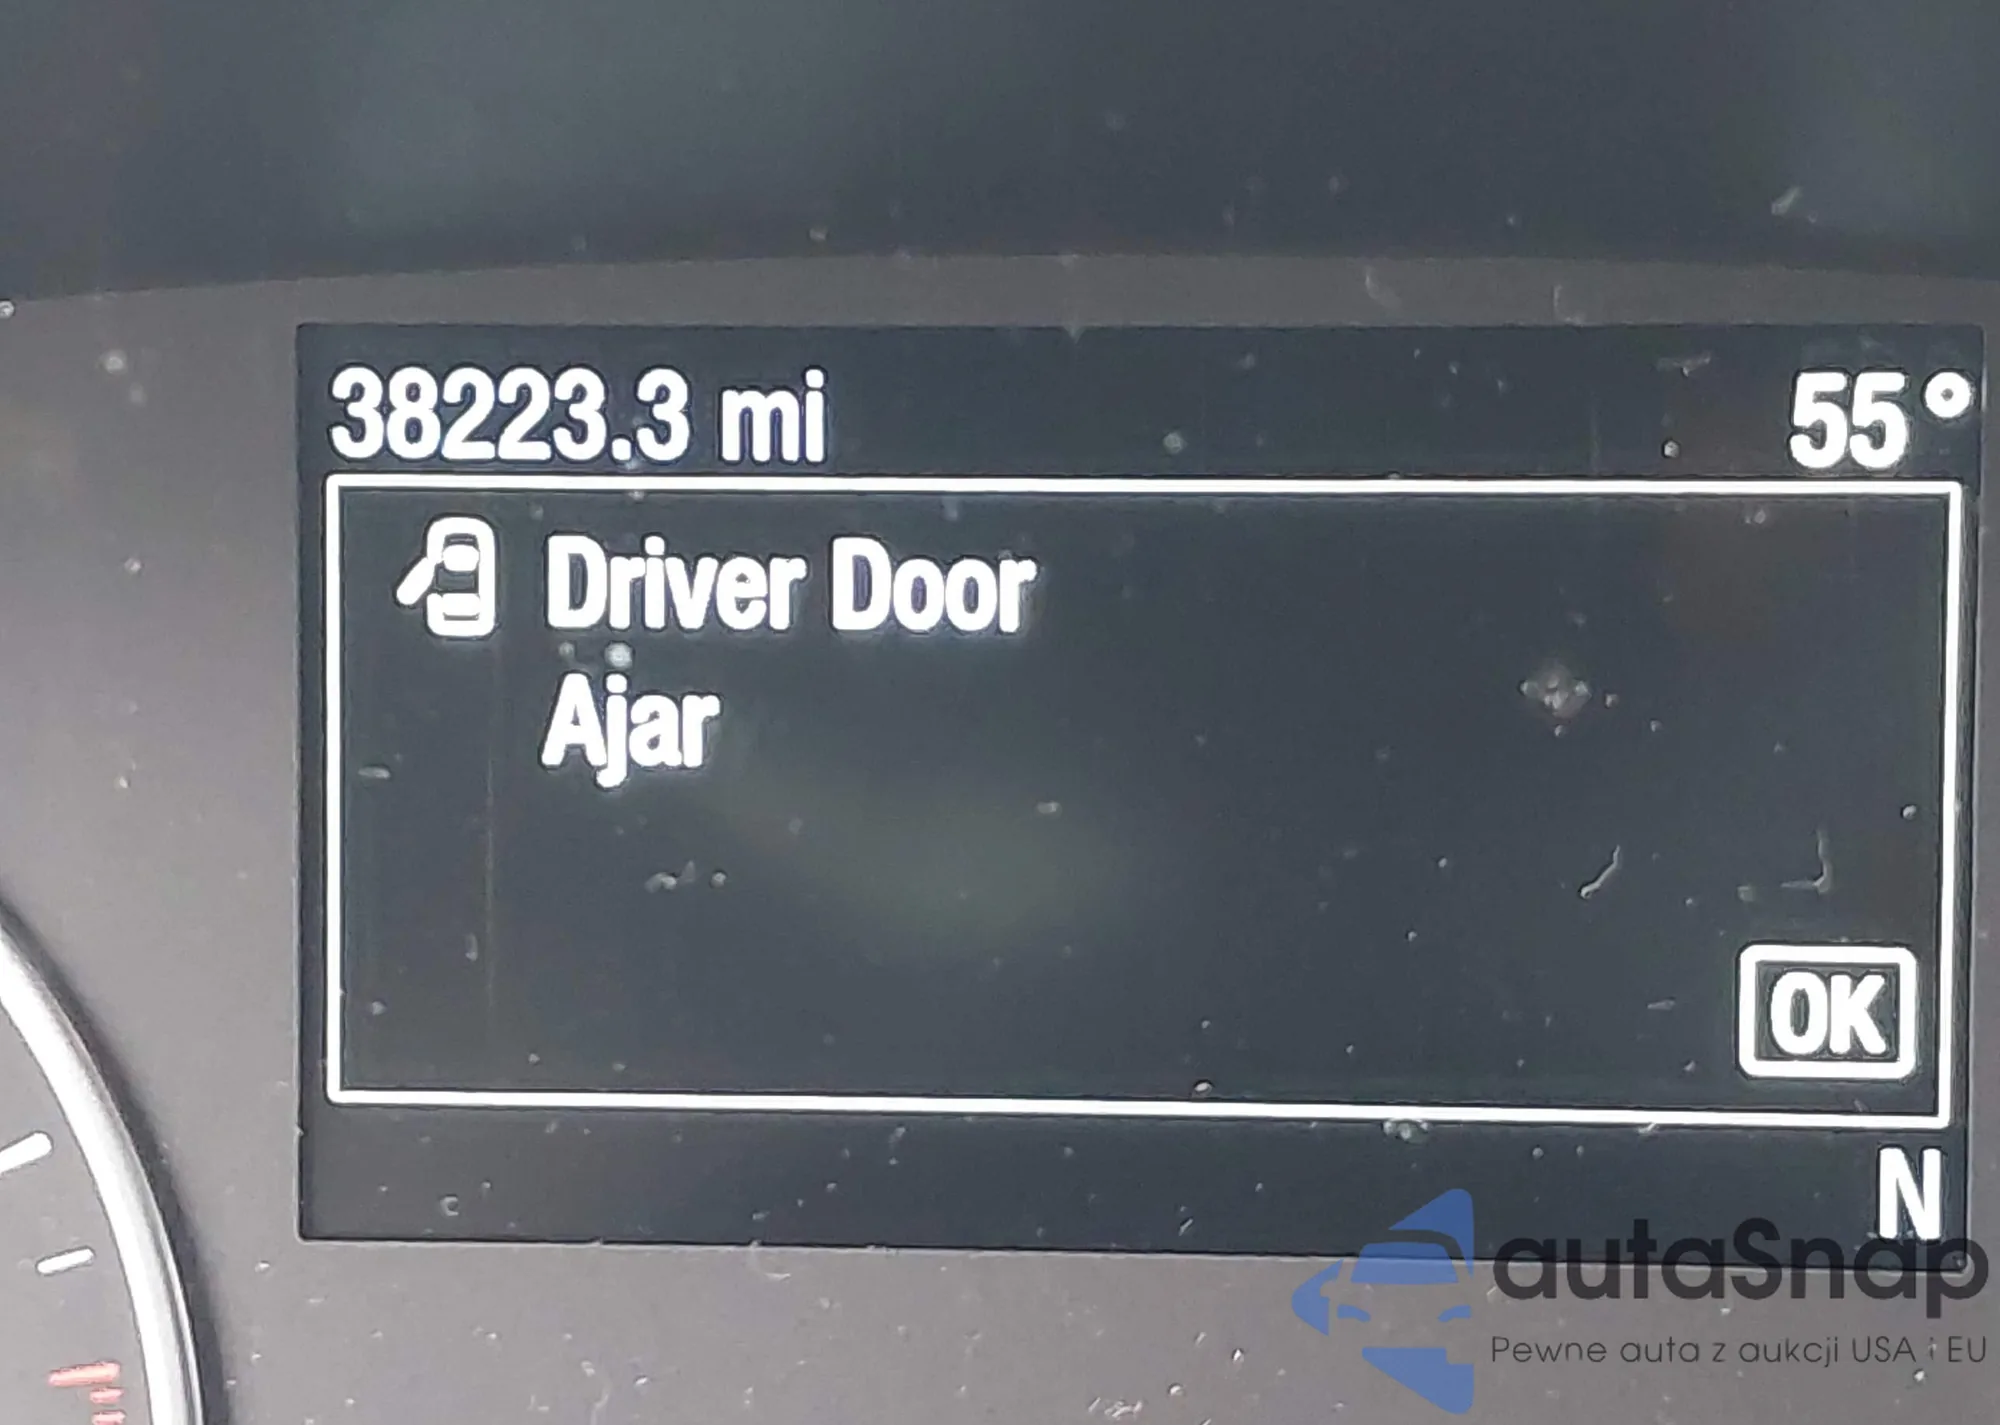 38223.3 mi 55°
Driver Door
Ajar
OK
N
autaSnap
Pewne auta z aukcji USA i EU